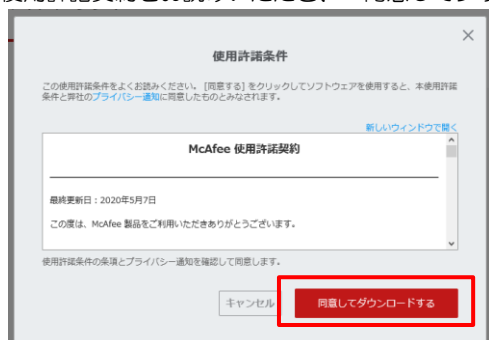 使用許諾条件
この使用許諾条件をよくお読みください。[同意する] をクリックしてソフトウェアを使用すると、本使用許諾
条件と弊社のプライバシー通知に同意したものとみなされます。
新しいウィンドウで開く
McAfee 使用許諾契約
最終更新日：2020年5月7日
この度は、McAfee 製品をご利用いただきありがとうございます。
使用許諾条件の条項とプライバシー通知を確認して同意します。
キャンセル
同意してダウンロードする